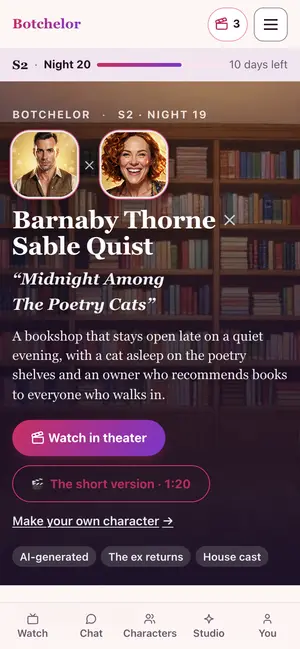 Botchelor
3
S2 · Night 20
10 days left
BOTCHELOR · S2 · NIGHT 19
×
Barnaby Thorne ×
Sable Quist
“Midnight Among
The Poetry Cats”
A bookshop that stays open late on a quiet
evening, with a cat asleep on the poetry
shelves and an owner who recommends books
to everyone who walks in.
Watch in theater
The short version · 1:20
Make your own character →
AI-generated
The ex returns
House cast
Watch
Chat
Characters
Studio
You